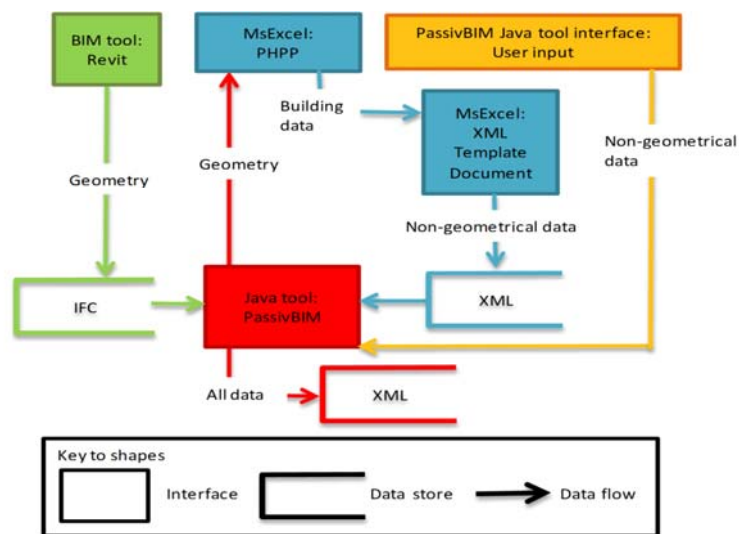 BIM tool:
Revit
MsExcel:
PHPP
PassivBIM Java tool interface:
User input
Building
data
MsExcel:
XML
Template
Document
Non-geometrical
data
Geometry
Geometry
Non-geometrical data
IFC
Java tool:
PassivBIM
XML
All data
XML
Key to shapes
Interface
Data store
Data flow